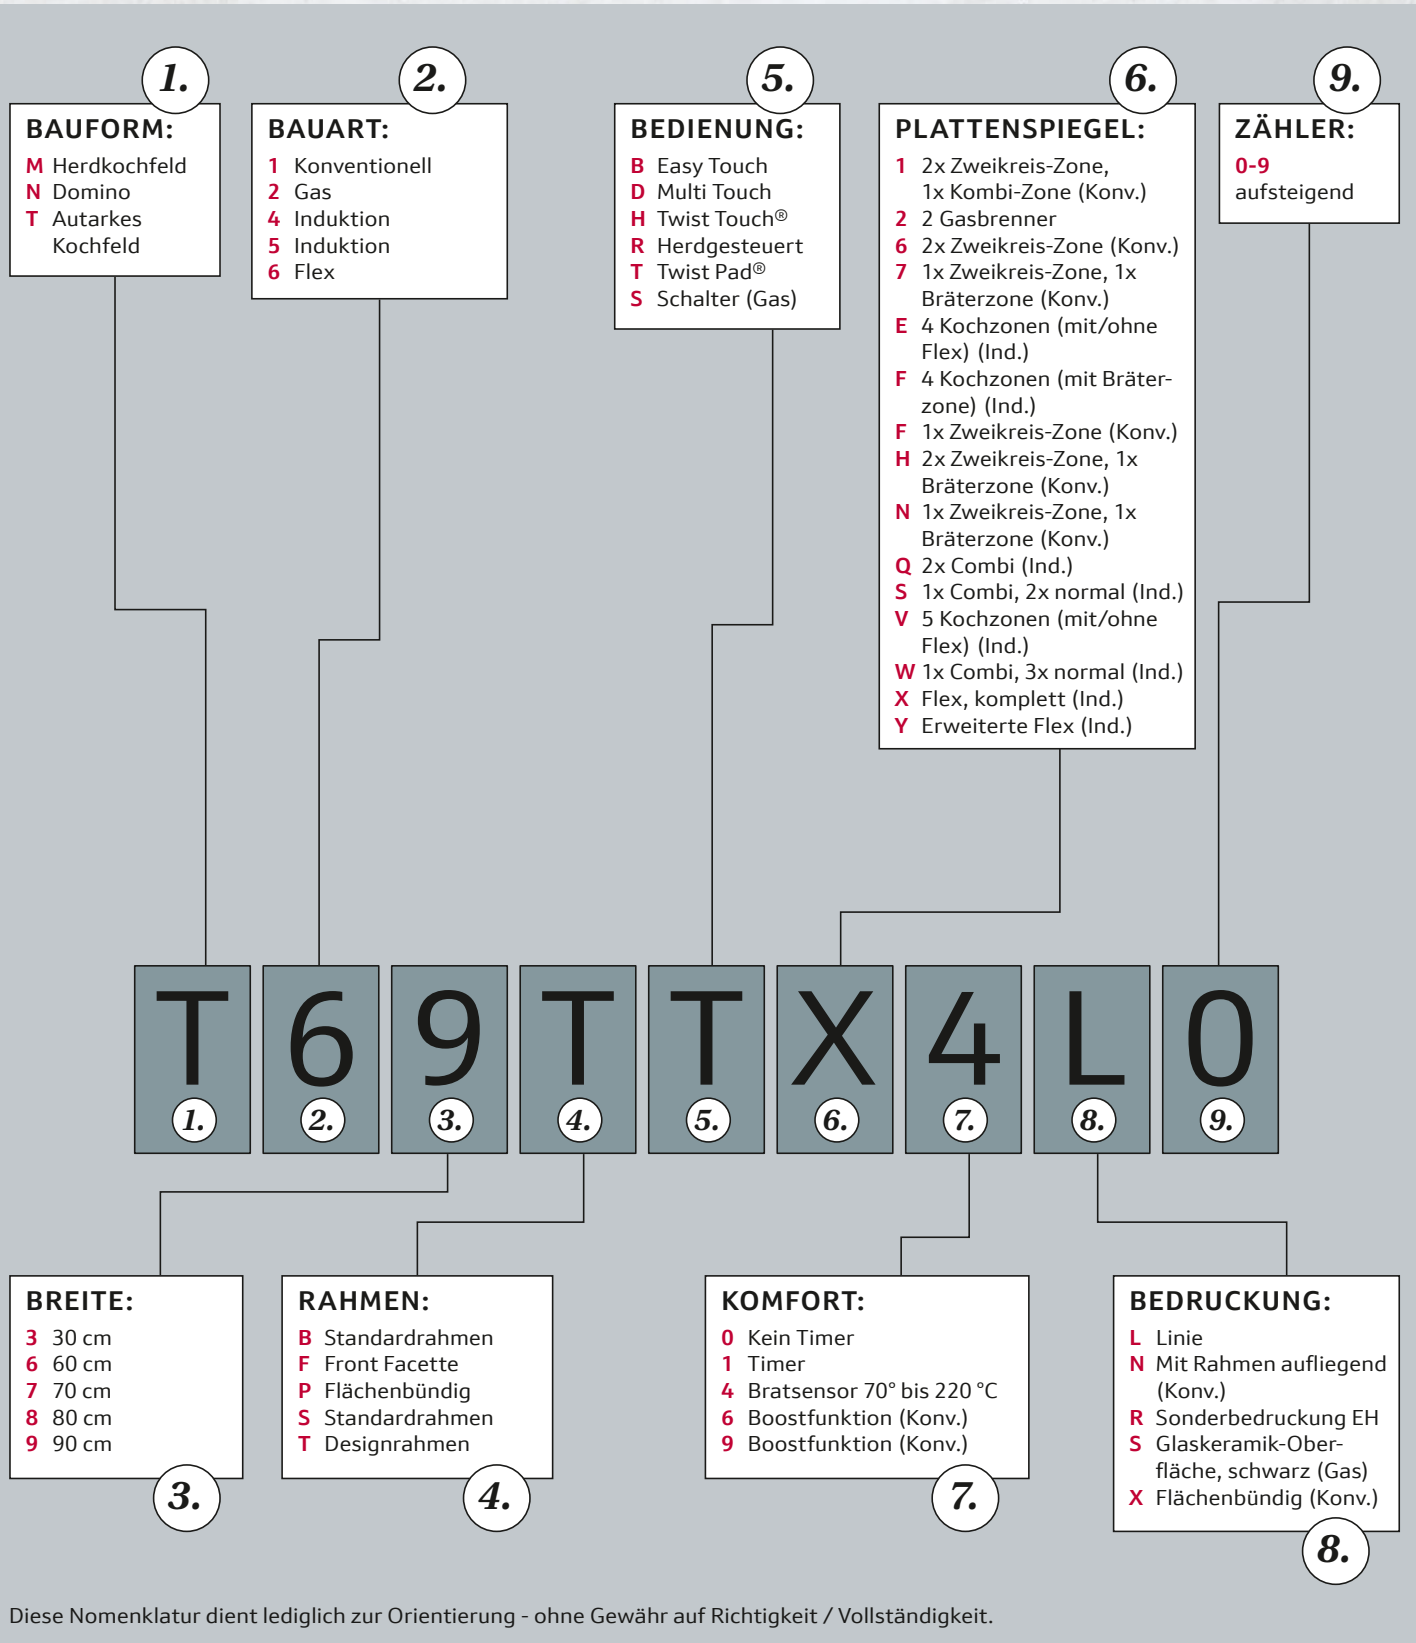 1.
BAUFORM:
M Herdkochfeld
N Domino
T Autarkes
Kochfeld
2.
BAUART:
1 Konventionell
2 Gas
4 Induktion
5 Induktion
6 Flex
5.
BEDIENUNG:
B Easy Touch
D Multi Touch
H Twist Touch®
R Herdgesteuert
T Twist Pad®
S Schalter (Gas)
6.
PLATTENSPIEGEL:
1 2x Zweikreis-Zone,
1x Kombi-Zone (Konv.)
2 2 Gasbrenner
6 2x Zweikreis-Zone (Konv.)
7 1x Zweikreis-Zone, 1x
Bräterzone (Konv.)
E 4 Kochzonen (mit/ohne
Flex) (Ind.)
F 4 Kochzonen (mit Bräter-
zone) (Ind.)
F 1x Zweikreis-Zone (Konv.)
H 2x Zweikreis-Zone, 1x
Bräterzone (Konv.)
N 1x Zweikreis-Zone, 1x
Bräterzone (Konv.)
Q 2x Combi (Ind.)
S 1x Combi, 2x normal (Ind.)
V 5 Kochzonen (mit/ohne
Flex) (Ind.)
W 1x Combi, 3x normal (Ind.)
X Flex, komplett (Ind.)
Y Erweiterte Flex (Ind.)
9.
ZÄHLER:
0-9
aufsteigend
T 6 9 T T X 4 L 0
1. 2. 3. 4. 5. 6. 7. 8. 9.
BREITE:
3 30 cm
6 60 cm
7 70 cm
8 80 cm
9 90 cm
3.
RAHMEN:
B Standardrahmen
F Front Facette
P Flächenbündig
S Standardrahmen
T Designrahmen
4.
KOMFORT:
0 Kein Timer
1 Timer
4 Bratsensor 70° bis 220 °C
6 Boostfunktion (Konv.)
9 Boostfunktion (Konv.)
7.
BEDRUCKUNG:
L Linie
N Mit Rahmen aufliegend
(Konv.)
R Sonderbedruckung EH
S Glaskeramik-Ober-
fläche, schwarz (Gas)
X Flächenbündig (Konv.)
8.
Diese Nomenklatur dient lediglich zur Orientierung - ohne Gewähr auf Richtigkeit / Vollständigkeit.